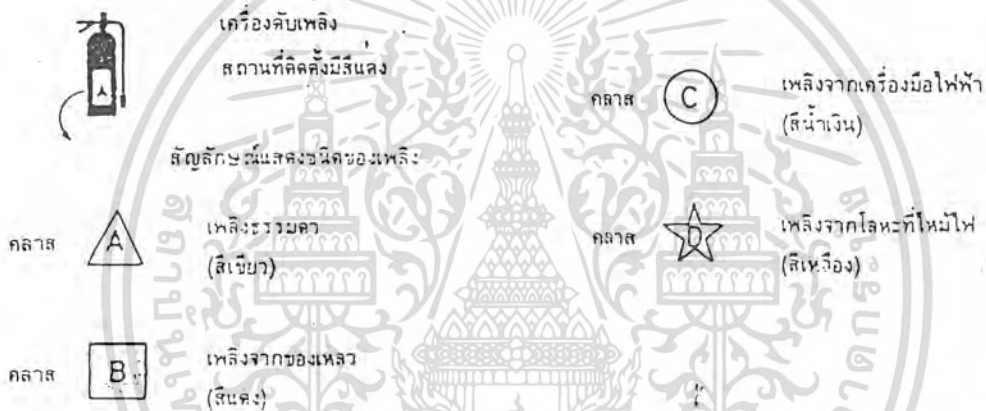 เครื่องดับเพลิง
สถานที่ติดตั้งมีสีแดง
สัญลักษณ์แสดงชนิดของเพลิง
คลาส A เพลิงธรรมดา
(สีเขียว)
คลาส B เพลิงจากของเหลว
(สีแดง)
คลาส C เพลิงจากเครื่องมือไฟฟ้า
(สีน้ำเงิน)
คลาส D เพลิงจากโลหะที่ไหม้ไฟ
(สีเหลือง)